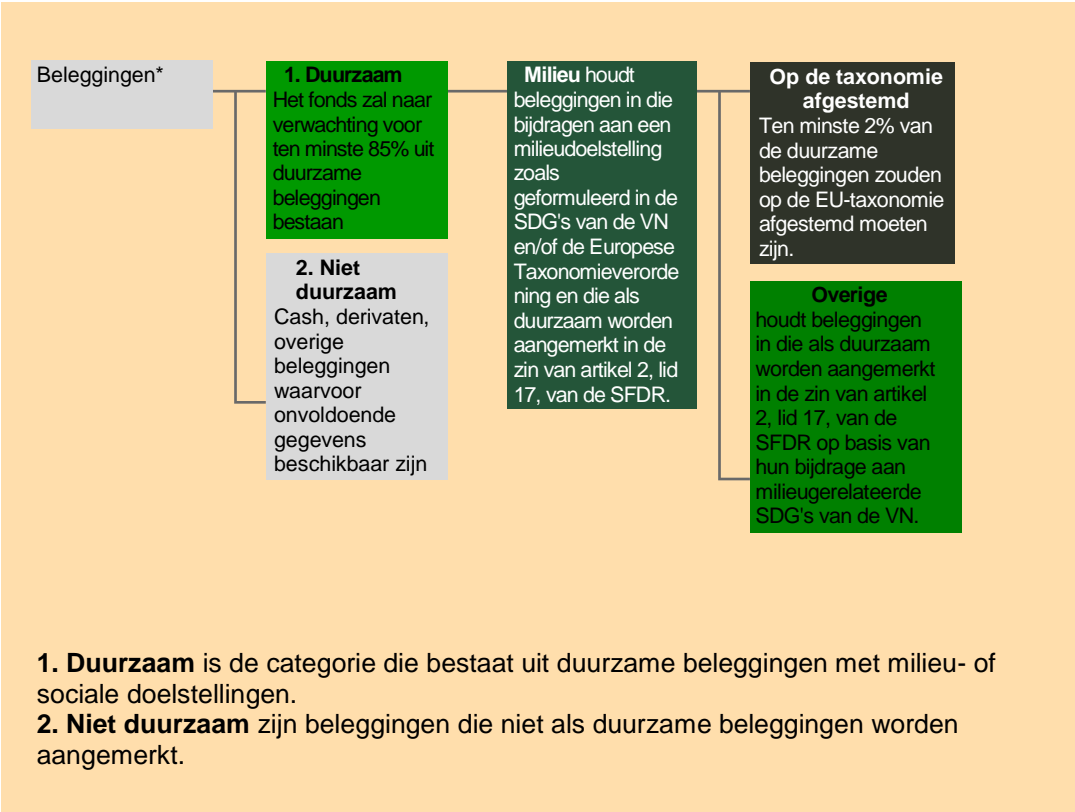 Beleggingen*
1. Duurzaam
Het fonds zal naar
verwachting voor
ten minste 85% uit
duurzame
beleggingen
bestaan
2. Niet
duurzaam
Cash, derivaten,
overige
beleggingen
waarvoor
onvoldoende
gegevens
beschikbaar zijn
Milieu houdt
beleggingen in die
bijdragen aan een
milieudoelstelling
zoals
geformuleerd in de
SDG's van de VN
en/of de Europese
Taxonomieverorde
ning en die als
duurzaam worden
aangemerkt in de
zin van artikel 2, lid
17, van de SFDR.
Op de taxonomie
afgestemd
Ten minste 2% van
de duurzame
beleggingen zouden
op de EU-taxonomie
afgestemd moeten
zijn.
Overige
houdt beleggingen
in die als duurzaam
worden aangemerkt
in de zin van artikel
2, lid 17, van de
SFDR op basis van
hun bijdrage aan
milieugerelateerde
SDG's van de VN.
1. Duurzaam is de categorie die bestaat uit duurzame beleggingen met milieu- of
sociale doelstellingen.
2. Niet duurzaam zijn beleggingen die niet als duurzame beleggingen worden
aangemerkt.